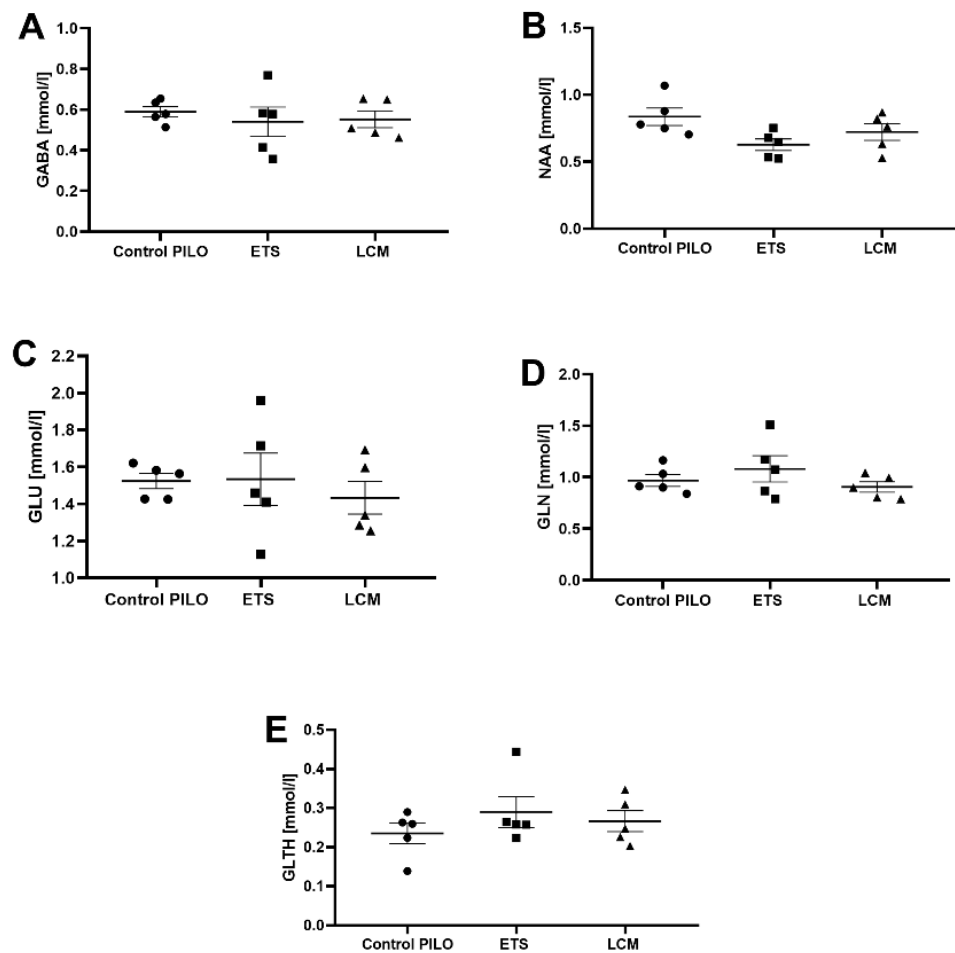 A
GABA [mmol/l]
1.0
0.8
0.6
0.4
0.2
0.0
Control PILO ETS LCM
B
NAA [mmol/l]
1.5
1.0
0.5
0.0
Control PILO ETS LCM
C
GLU [mmol/l]
2.2
2.0
1.8
1.6
1.4
1.2
1.0
Control PILO ETS LCM
D
GLN [mmol/l]
2.0
1.5
1.0
0.5
0.0
Control PILO ETS LCM
E
GLTH [mmol/l]
0.5
0.4
0.3
0.2
0.1
0.0
Control PILO ETS LCM